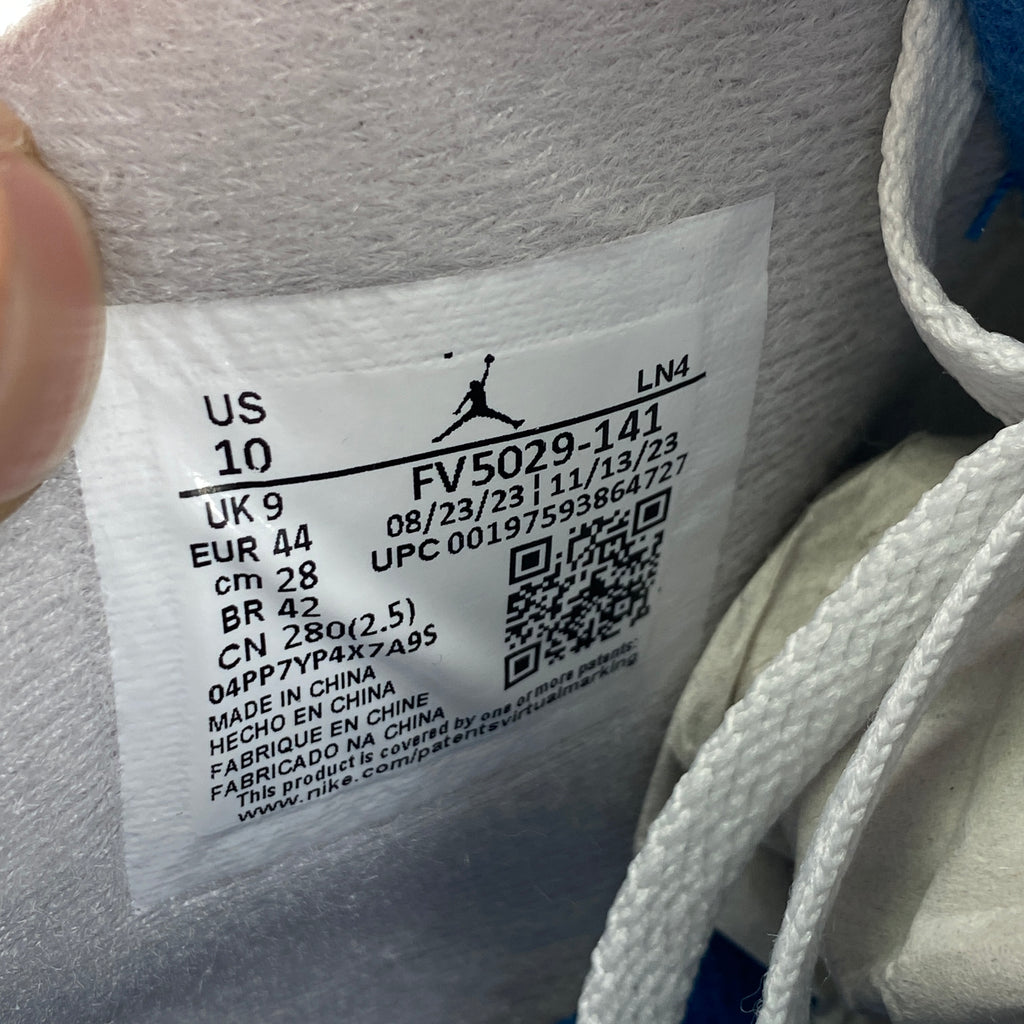 US
10
LN4
UK 9
EUR 44
cm 28
BR 42
CN 280(2.5)
FV5029-141
08/23/23 | 11/13/23
UPC 00197593864727
04PP7YP4X7A9S
MADE IN CHINA
HECHO EN CHINA
FABRIQUE EN CHINE
FABRICADO NA CHINA
This product is covered by one or more patents:
www.nike.com/patentsvirtualmarking